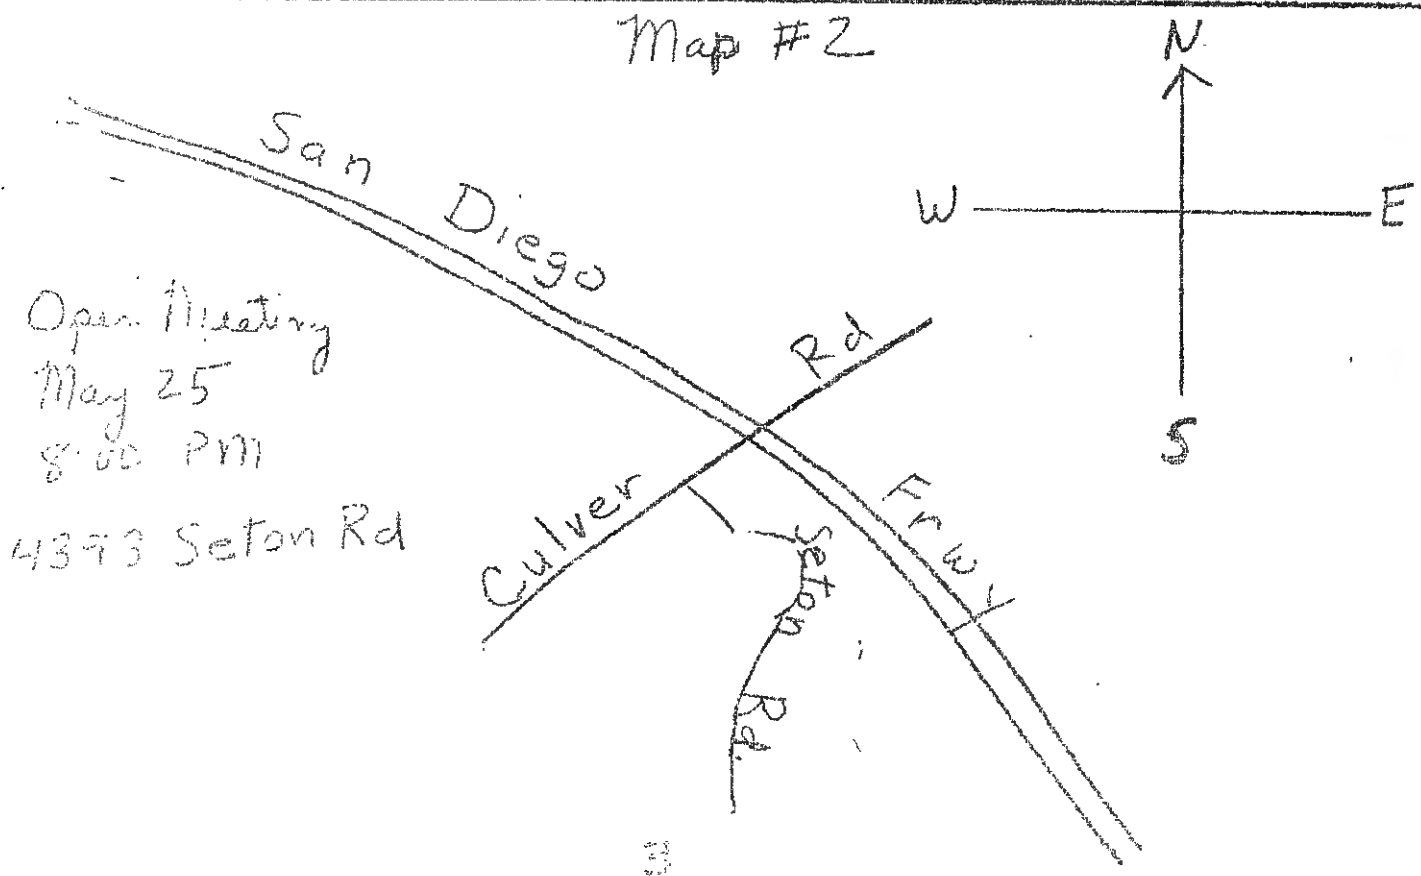 Map #2
N
W E
S
San Diego Frwy
Open Meeting
May 25
8:00 PM
4393 Seton Rd
Culver Rd
Seton Rd.
3